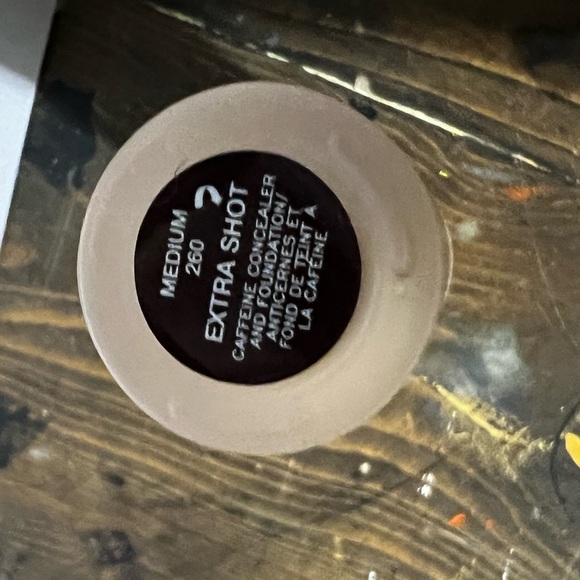 MEDIUM
260
EXTRA SHOT
CAFFEINE CONCEALER
AND FOUNDATION/
ANTICERNES ET
FOND DE TEINT À
LA CAFÉINE